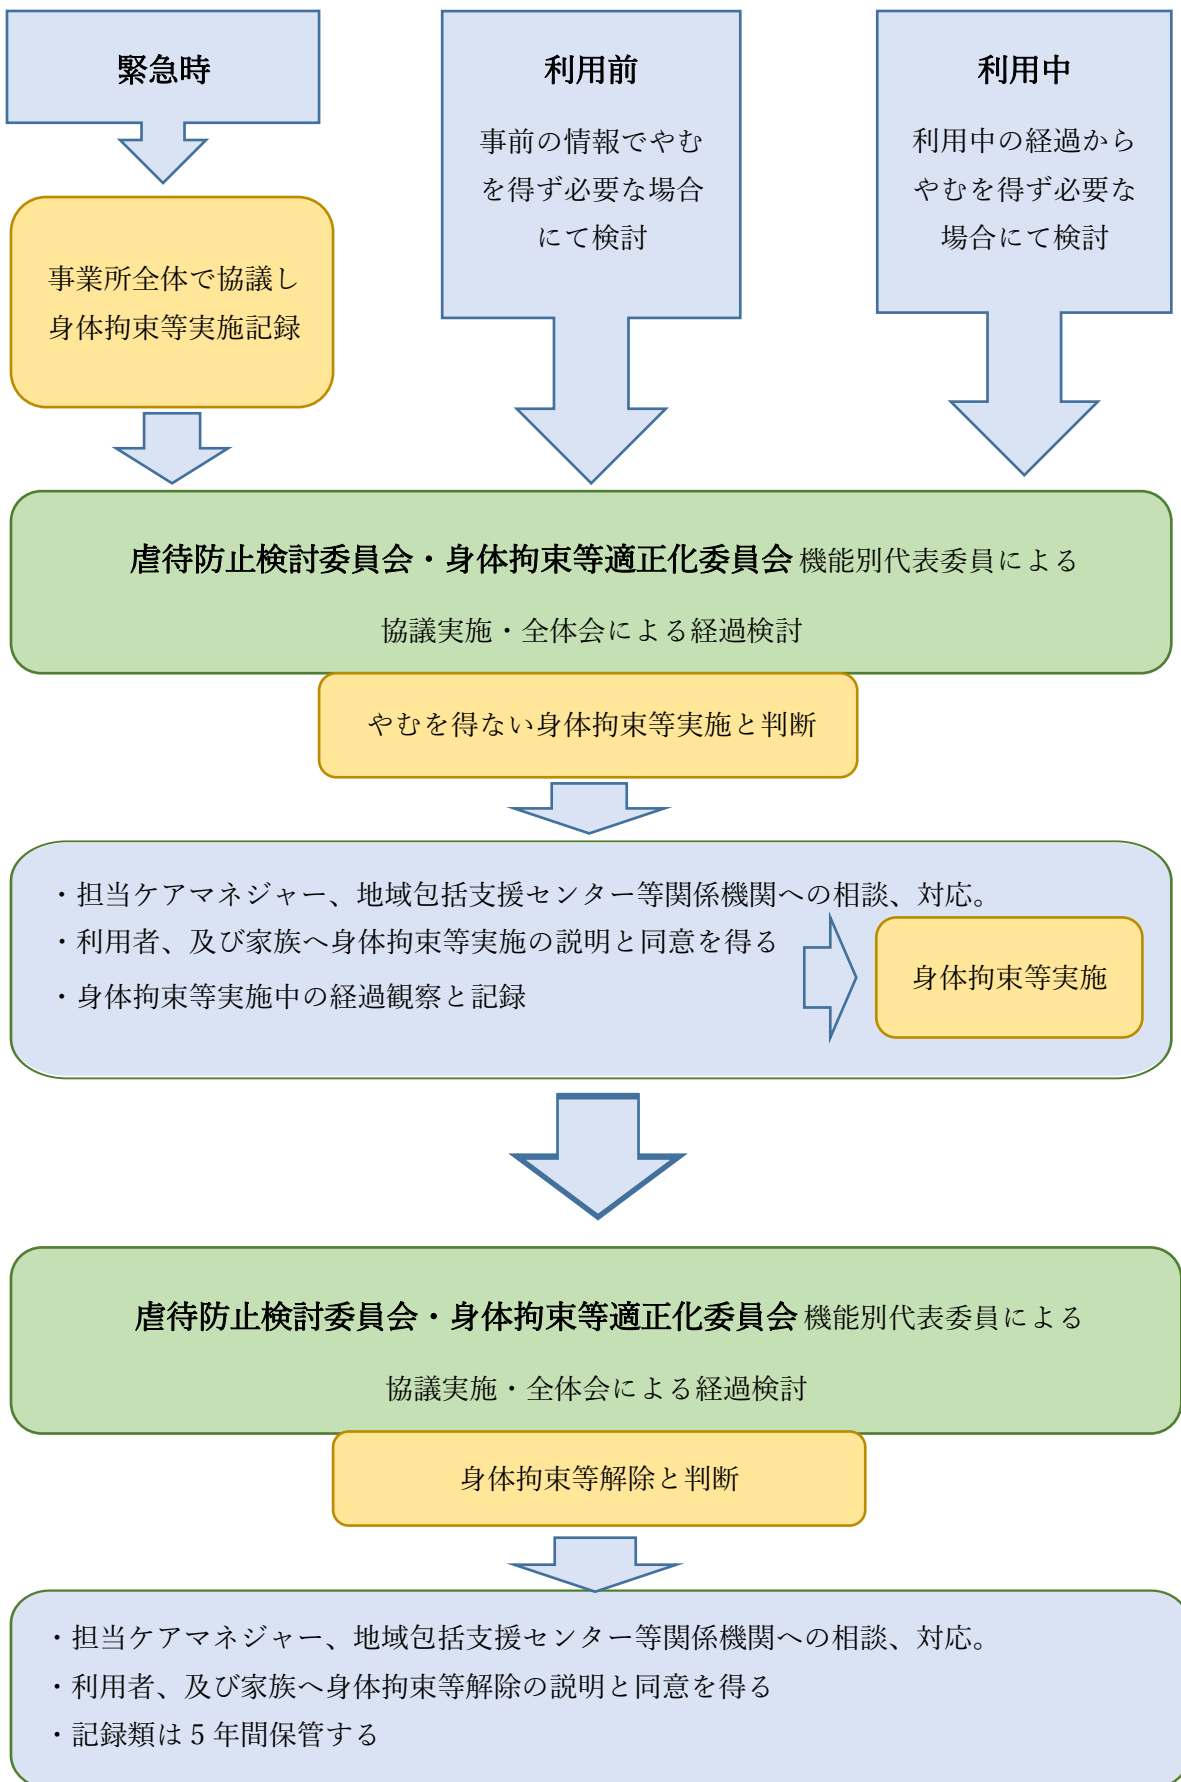 緊急時
事業所全体で協議し
身体拘束等実施記録
利用前
事前の情報でやむ
を得ず必要な場合
にて検討
利用中
利用中の経過から
やむを得ず必要な
場合にて検討
虐待防止検討委員会・身体拘束等適正化委員会 機能別代表委員による
協議実施・全体会による経過検討
やむを得ない身体拘束等実施と判断
・担当ケアマネジャー、地域包括支援センター等関係機関への相談、対応。
・利用者、及び家族へ身体拘束等実施の説明と同意を得る
・身体拘束等実施中の経過観察と記録
身体拘束等実施
虐待防止検討委員会・身体拘束等適正化委員会 機能別代表委員による
協議実施・全体会による経過検討
身体拘束等解除と判断
・担当ケアマネジャー、地域包括支援センター等関係機関への相談、対応。
・利用者、及び家族へ身体拘束等解除の説明と同意を得る
・記録類は 5 年間保管する